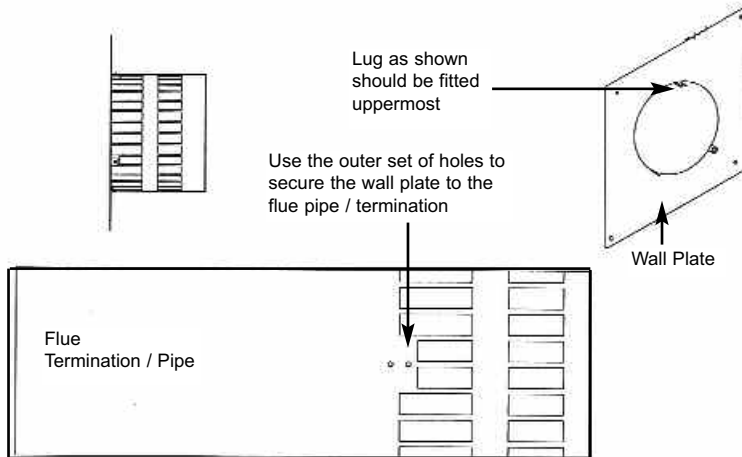 Lug as shown
should be fitted
uppermost
Use the outer set of holes to
secure the wall plate to the
flue pipe / termination
Wall Plate
Flue
Termination / Pipe